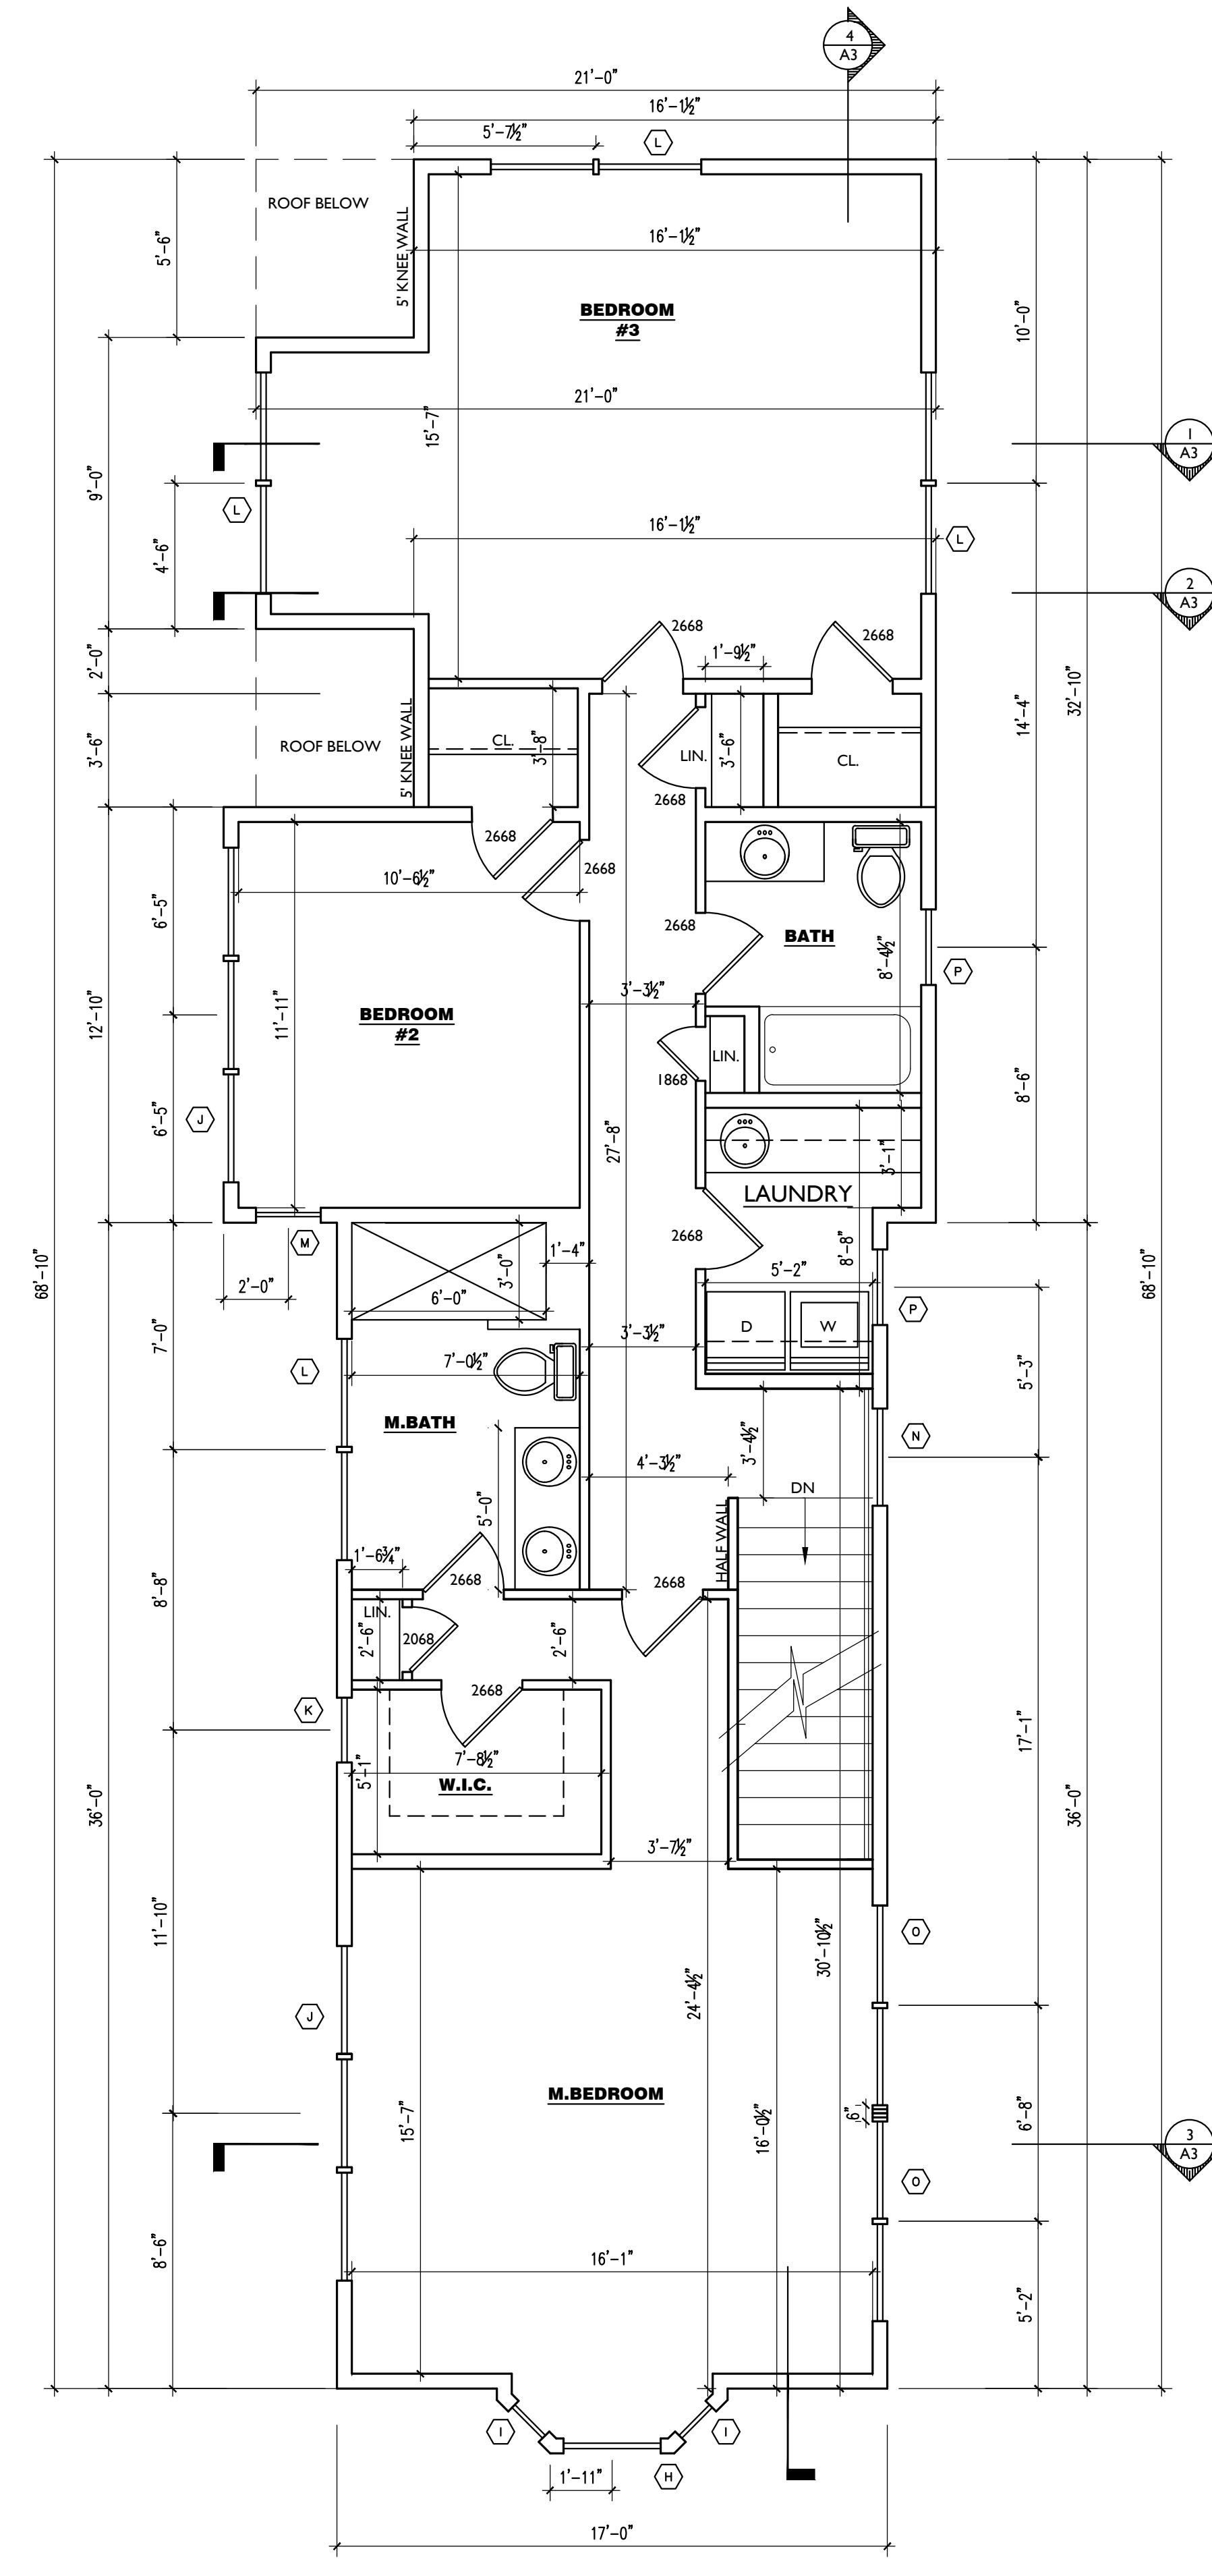 4
A3
21'-0"
16'-1½"
5'-7½"
L
ROOF BELOW
5' KNEE WALL
5'-6"
16'-1½"
BEDROOM
#3
10'-0"
21'-0"
15'-7"
1
A3
9'-0"
L
4'-6"
16'-1½"
L
2
A3
2668
2668
1'-9½"
2'-0"
32'-10"
14'-4"
3'-6"
ROOF BELOW
5' KNEE WALL
CL.
3'-8"
LIN.
3'-6"
CL.
2668
2668
2668
10'-6½"
6'-5"
2668
BATH
8'-4½"
P
3'-3½"
12'-10"
11'-11"
BEDROOM
#2
LIN.
1868
8'-6"
J
6'-5"
27'-8"
3'-1"
LAUNDRY
2668
8'-8"
M
1'-4"
3'-0"
5'-2"
68'-10"
68'-10"
2'-0"
6'-0"
P
D
W
7'-0"
3'-3½"
L
7'-0½"
5'-3"
M.BATH
N
3'-4½"
4'-3½"
DN
5'-0"
HALF WALL
1'-6¾"
2668
2668
8'-8"
LIN.
2'-6"
2068
2'-6"
2668
K
17'-1"
7'-8½"
5'-1"
W.I.C.
36'-0"
36'-0"
3'-7½"
11'-10"
O
30'-10½"
24'-4½"
J
M.BEDROOM
15'-7"
16'-0½"
6"
6'-8"
3
A3
O
8'-6"
16'-1"
5'-2"
I
I
H
1'-11"
17'-0"